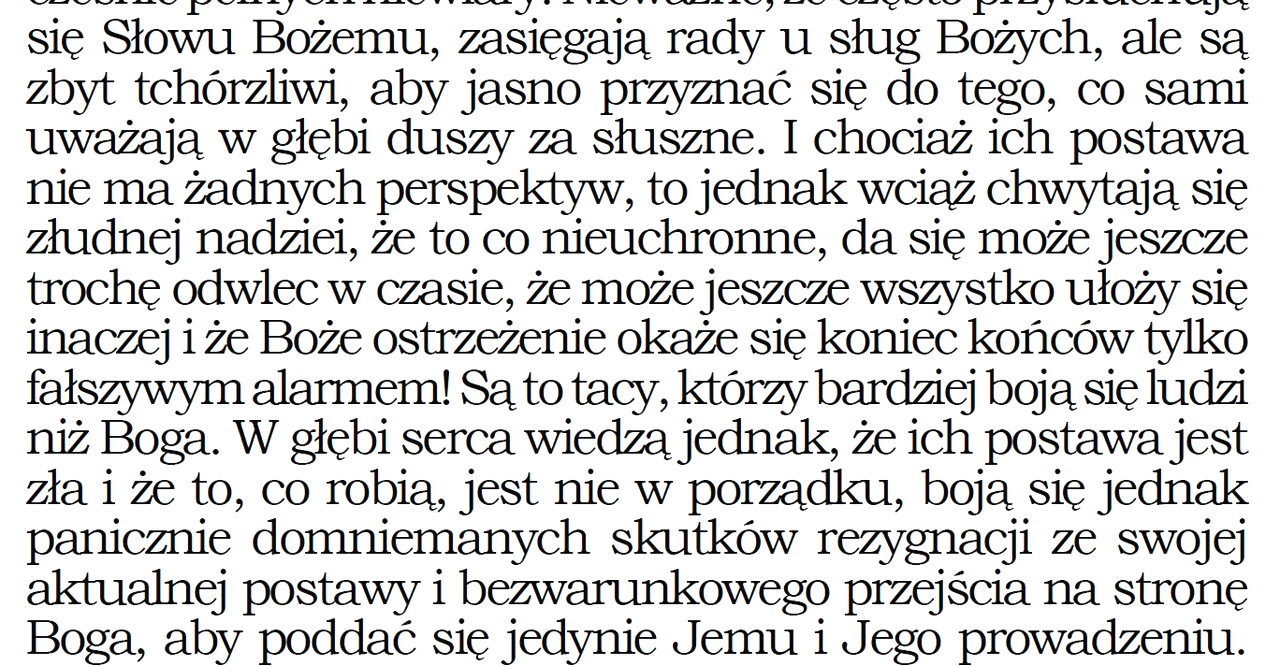 pełnych niewiary. Nieważne, że często przysłuchują
się Słowu Bożemu, zasięgają rady u sług Bożych, ale są
zbyt tchórzliwi, aby jasno przyznać się do tego, co sami
uważają w głębi duszy za słuszne. I chociaż ich postawa
nie ma żadnych perspektyw, to jednak wciąż chwytają się
złudnej nadziei, że to co nieuchronne, da się może jeszcze
trochę odwlec w czasie, że może jeszcze wszystko ułoży się
inaczej i że Boże ostrzeżenie okaże się koniec końców tylko
fałszywym alarmem! Są to tacy, którzy bardziej boją się ludzi
niż Boga. W głębi serca wiedzą jednak, że ich postawa jest
zła i że to, co robią, jest nie w porządku, boją się jednak
panicznie domniemanych skutków rezygnacji ze swojej
aktualnej postawy i bezwarunkowego przejścia na stronę
Boga, aby poddać się jedynie Jemu i Jego prowadzeniu.